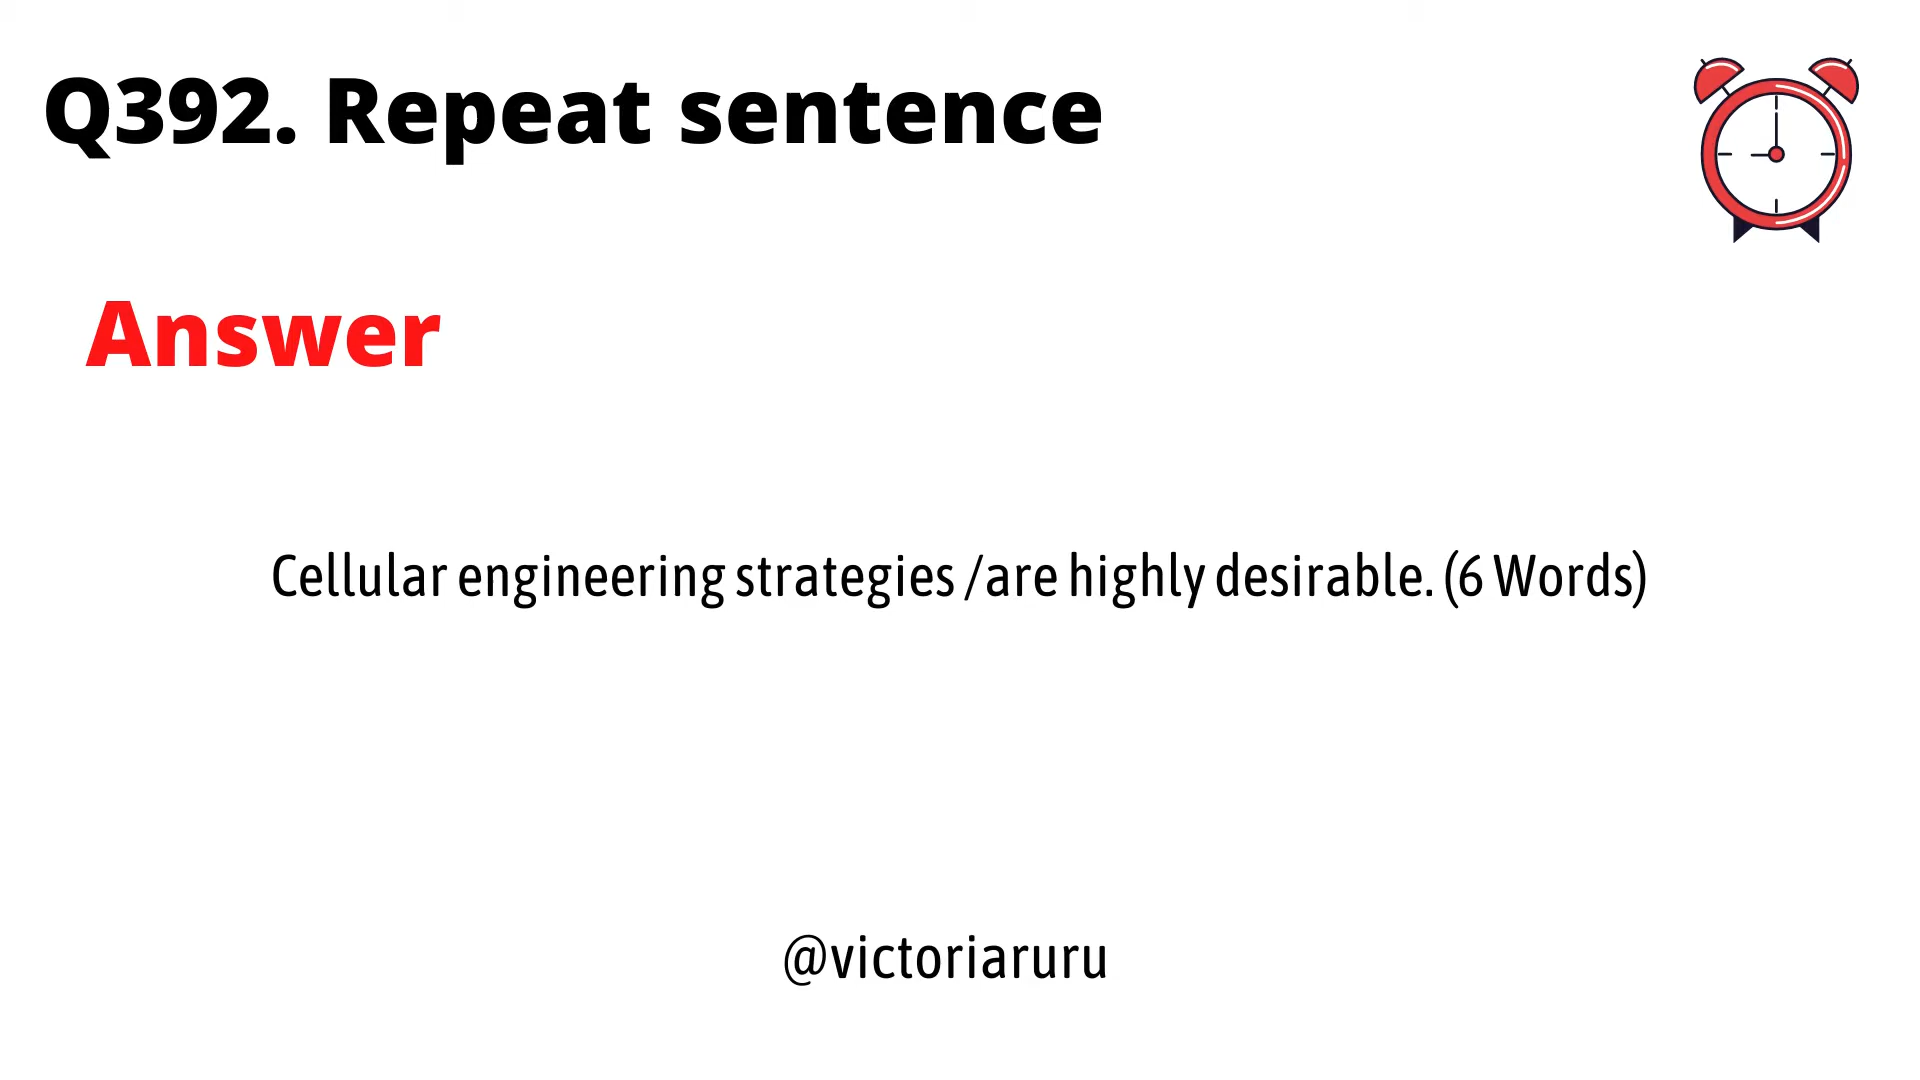 Q392. Repeat sentence
Answer
Cellular engineering strategies /are highly desirable. (6 Words)
@victoriaruru